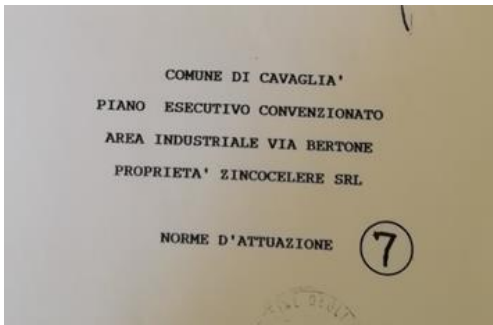 COMUNE DI CAVAGLIA'
PIANO ESECUTIVO CONVENZIONATO
AREA INDUSTRIALE VIA BERTONE
PROPRIETA' ZINCOCELERE SRL
NORME D'ATTUAZIONE 7